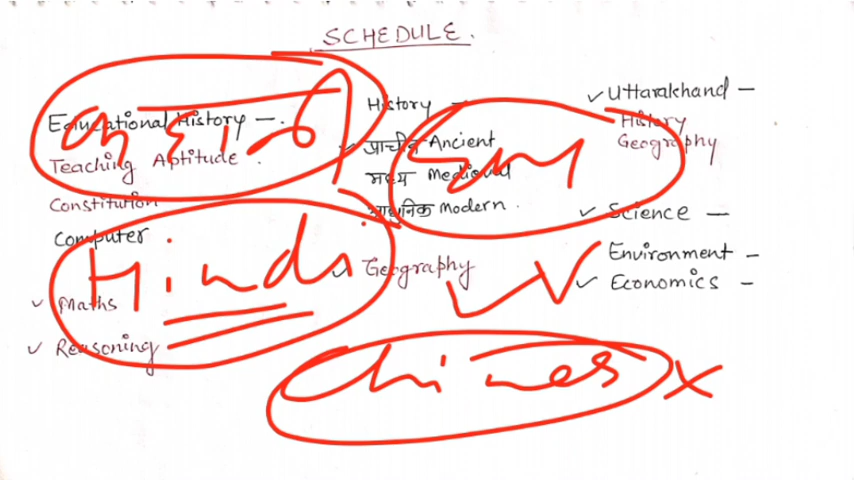 SCHEDULE.
Educational History -.
Teaching Aptitude.
Constitution
Computer
✓ Maths
✓ Reasoning
History -
✓ प्राचीन Ancient
मध्य Medieval
आधुनिक Modern.
✓ Geography
✓ Uttarakhand -
History
Geography
✓ Science -
Environment -
✓ Economics -
Hindi
Chines x